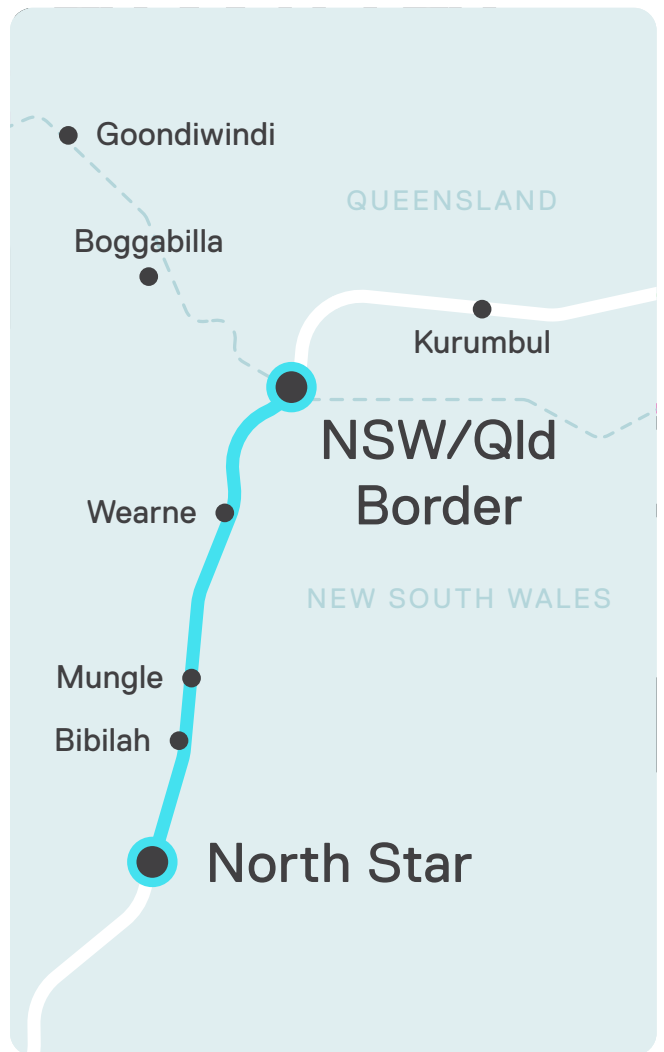 Goondiwindi
QUEENSLAND
Boggabilla
Kurumbul
NSW/Qld
Border
Wearne
NEW SOUTH WALES
Mungle
Bibilah
North Star